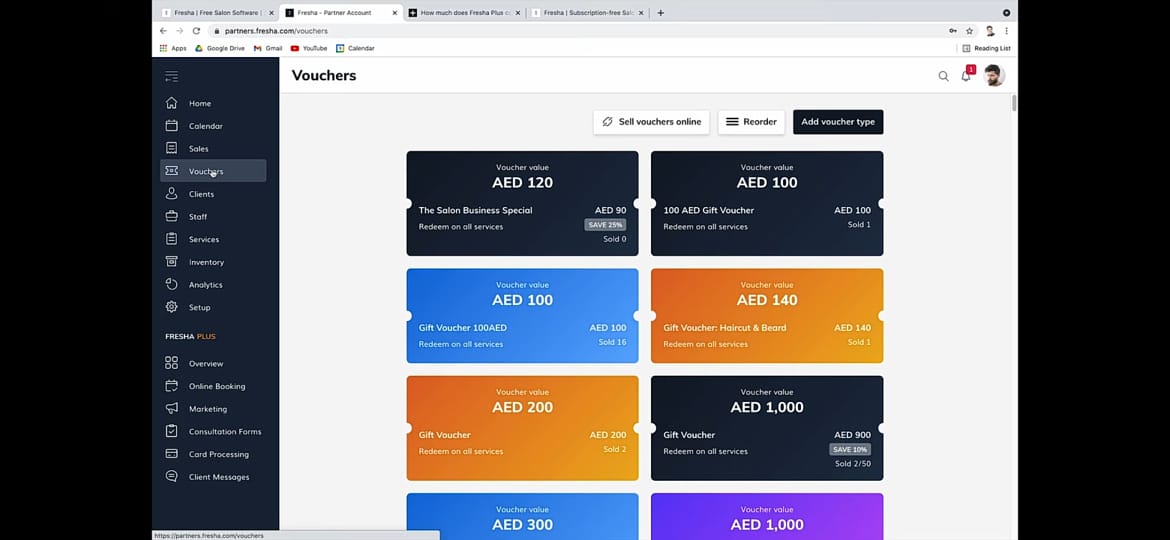 Fresha | Free Salon Software |
Fresha - Partner Account
How much does Fresha Plus c
Fresha | Subscription-free Sal
partners.fresha.com/vouchers
Apps
Google Drive
Gmail
YouTube
Calendar
Reading List
Vouchers
1
Home
Calendar
Sales
Vouchers
Clients
Staff
Services
Inventory
Analytics
Setup
FRESHA PLUS
Overview
Online Booking
Marketing
Consultation Forms
Card Processing
Client Messages
Sell vouchers online
Reorder
Add voucher type
Voucher value
AED 120
The Salon Business Special AED 90
Redeem on all services SAVE 25%
Sold 0
Voucher value
AED 100
100 AED Gift Voucher AED 100
Redeem on all services Sold 1
Voucher value
AED 100
Gift Voucher 100AED AED 100
Redeem on all services Sold 16
Voucher value
AED 140
Gift Voucher: Haircut & Beard AED 140
Redeem on all services Sold 1
Voucher value
AED 200
Gift Voucher AED 200
Redeem on all services Sold 2
Voucher value
AED 1,000
Gift Voucher AED 900
Redeem on all services SAVE 10%
Sold 2/50
Voucher value
AED 300
Voucher value
AED 1,000
https://partners.fresha.com/vouchers